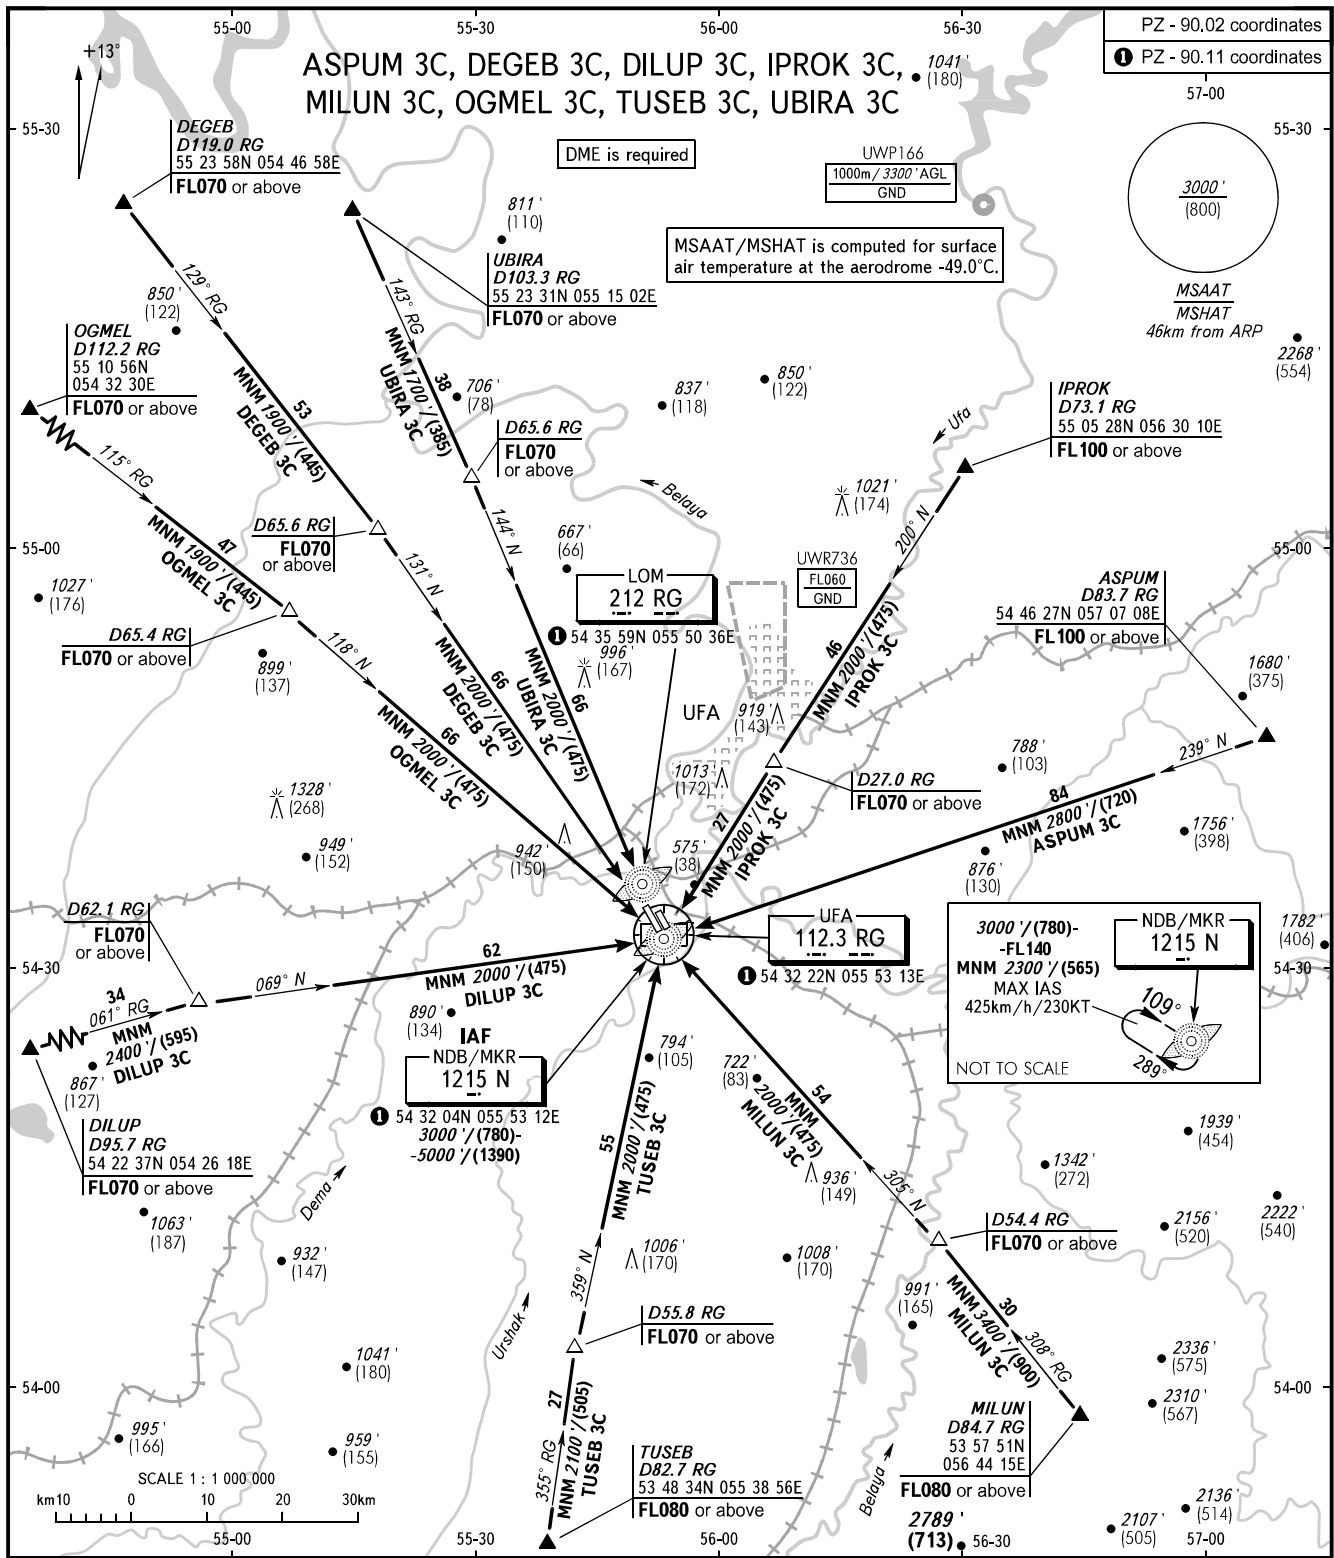 55-00
55-30
56-00
56-30
PZ - 90.02 coordinates
❶ PZ - 90.11 coordinates
57-00
+13°
ASPUM 3C, DEGEB 3C, DILUP 3C, IPROK 3C,
MILUN 3C, OGMEL 3C, TUSEB 3C, UBIRA 3C
1041'
(180)
55-30
55-30
DEGEB
D119.0 RG
55 23 58N 054 46 58E
FL070 or above
DME is required
UWP166
1000m/3300' AGL
GND
3000'
(800)
811'
(110)
MSAAT/MSHAT is computed for surface
air temperature at the aerodrome -49.0°C.
UBIRA
D103.3 RG
55 23 31N 055 15 02E
FL070 or above
MSAAT
MSHAT
46km from ARP
129° RG
143° RG
850'
(122)
OGMEL
D112.2 RG
55 10 56N
054 32 30E
FL070 or above
2268'
(554)
53
MNM 1900'/(445)
DEGEB 3C
38
MNM 1700'/(385)
UBIRA 3C
706'
(78)
837'
(118)
850'
(122)
IPROK
D73.1 RG
55 05 28N 056 30 10E
FL100 or above
Ufa
D65.6 RG
FL070
or above
115° RG
Belaya
1021'
(174)
200° N
144° N
D65.6 RG
FL070
or above
47
MNM 1900'/(445)
OGMEL 3C
667'
(66)
55-00
55-00
131° N
UWR736
FL060
GND
LOM
212 RG
❶ 54 35 59N 055 50 36E
ASPUM
D83.7 RG
54 46 27N 057 07 08E
FL100 or above
1027'
(176)
D65.4 RG
FL070 or above
118° N
899'
(137)
996'
(167)
66
MNM 2000'/(475)
DEGEB 3C
66
MNM 2000'/(475)
UBIRA 3C
46
MNM 2000'/(475)
IPROK 3C
1680'
(375)
UFA
919'
(143)
66
MNM 2000'/(475)
OGMEL 3C
239° N
788'
(103)
D27.0 RG
FL070 or above
1013'
(172)
1328'
(268)
84
MNM 2800'/(720)
ASPUM 3C
27
MNM 2000'/(475)
IPROK 3C
1756'
(398)
949'
(152)
942'
(150)
575'
(38)
876'
(130)
D62.1 RG
FL070
or above
UFA
112.3 RG
❶ 54 32 22N 055 53 13E
3000'/(780)-
-FL140
MNM 2300'/(565)
MAX IAS
425km/h/230KT
NDB/MKR
1215 N
109°
289°
NOT TO SCALE
1782'
(406)
54-30
54-30
62
069° N
MNM 2000'/(475)
DILUP 3C
34
061° RG
MNM
2400'/(595)
DILUP 3C
890'
(134)
IAF
NDB/MKR
1215 N
❶ 54 32 04N 055 53 12E
3000'/(780)-
-5000'/(1390)
867'
(127)
794'
(105)
722'
(83)
54
MNM
2000'/(475)
MILUN 3C
DILUP
D95.7 RG
54 22 37N 054 26 18E
FL070 or above
1939'
(454)
55
MNM 2000'/(475)
TUSEB 3C
1342'
(272)
936'
(149)
305° N
Dema
1063'
(187)
2156'
(520)
2222'
(540)
D54.4 RG
FL070 or above
932'
(147)
1006'
(170)
1008'
(170)
359° N
991'
(165)
30
MNM 3400'/(900)
MILUN 3C
308° RG
Urshak
D55.8 RG
FL070 or above
1041'
(180)
2336'
(575)
54-00
54-00
27
MNM 2100'/(505)
TUSEB 3C
355° RG
2310'
(567)
MILUN
D84.7 RG
53 57 51N
056 44 15E
FL080 or above
995'
(166)
959'
(155)
TUSEB
D82.7 RG
53 48 34N 055 38 56E
FL080 or above
Belaya
SCALE 1 : 1 000 000
km10 0 10 20 30km
2789'
(713)
2136'
(514)
2107'
(505)
55-00
55-30
56-00
56-30
57-00